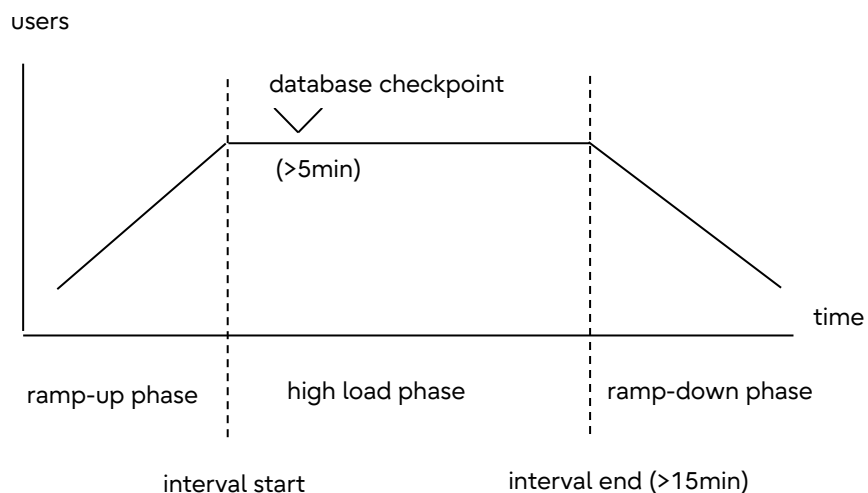 users
database checkpoint
(>5min)
time
ramp-up phase
high load phase
ramp-down phase
interval start
interval end (>15min)